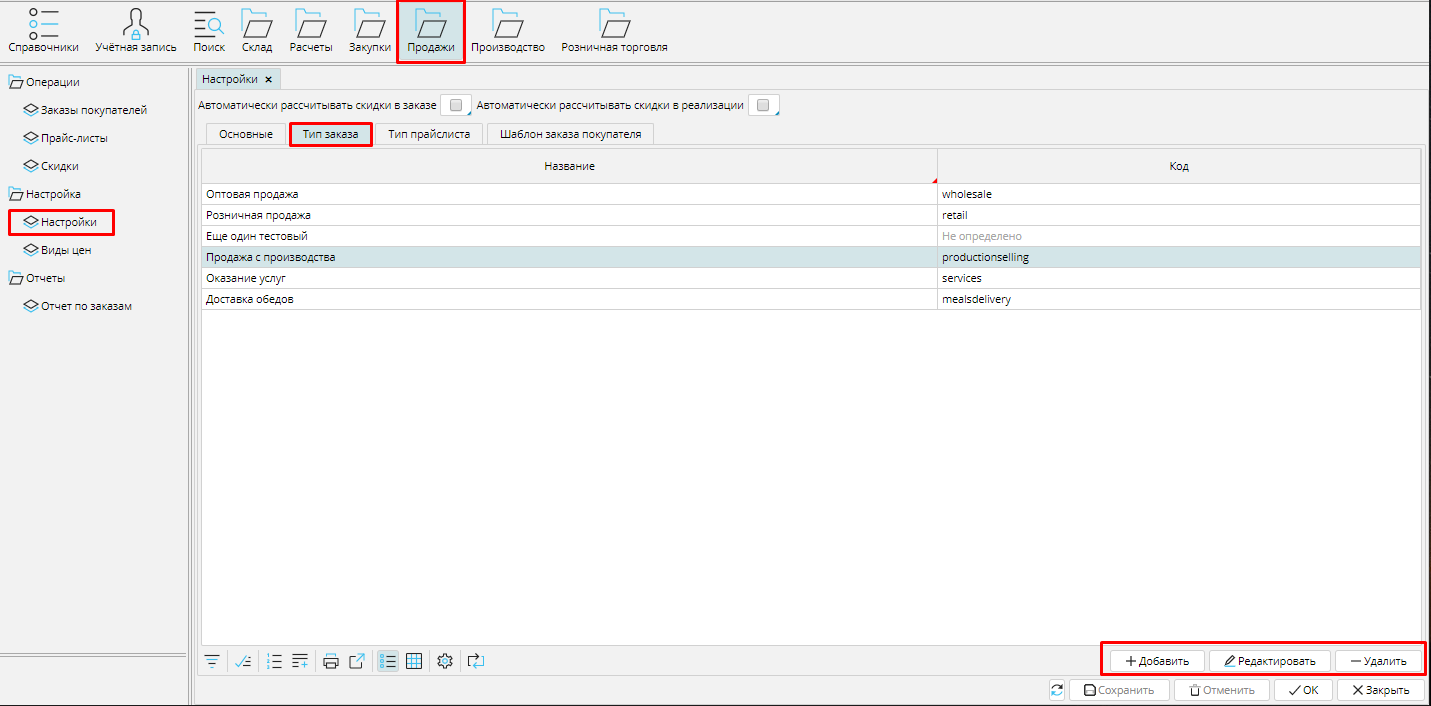 Справочники Учётная запись Поиск Склад Расчеты Закупки Продажи Производство Розничная торговля
Операции
Заказы покупателей
Прайс-листы
Скидки
Настройка
Настройки
Виды цен
Отчеты
Отчет по заказам
Настройки
Автоматически рассчитывать скидки в заказе Автоматически рассчитывать скидки в реализации
Основные Тип заказа Тип прайслиста Шаблон заказа покупателя
Название Код
Оптовая продажа wholesale
Розничная продажа retail
Еще один тестовый Не определено
Продажа с производства productionselling
Оказание услуг services
Доставка обедов mealsdelivery
Добавить Редактировать Удалить
Сохранить Отменить OK Закрыть